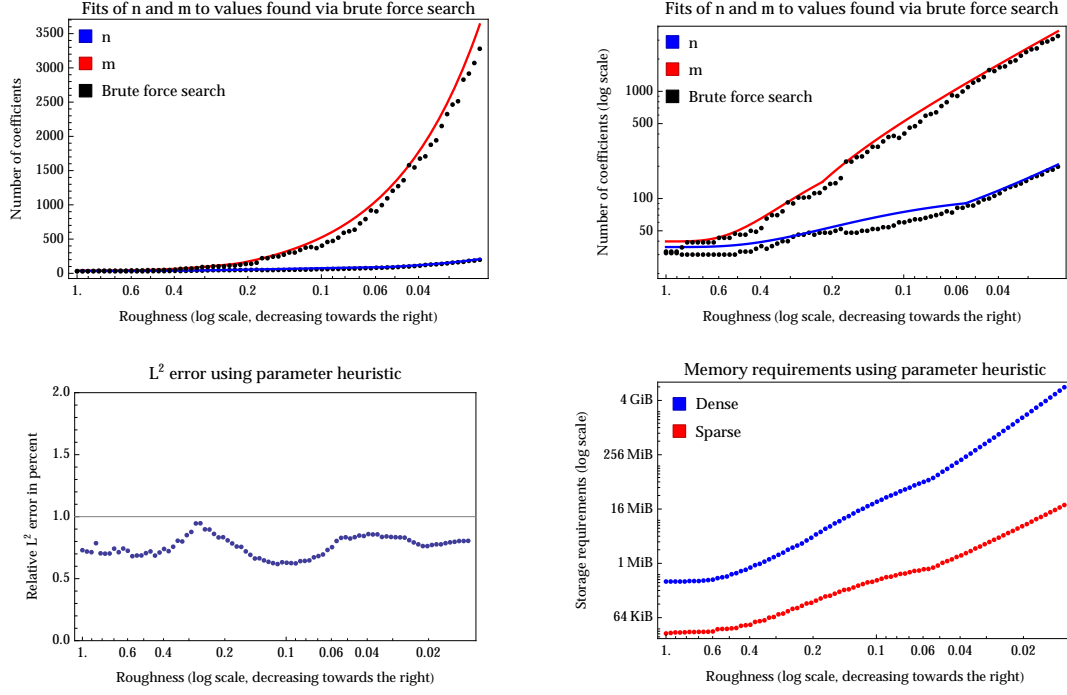 Fits of n and m to values found via brute force search
Number of coefficients
3500
3000
2500
2000
1500
1000
500
0
n
m
Brute force search
1.
0.6
0.4
0.2
0.1
0.06
0.04
Roughness (log scale, decreasing towards the right)
Fits of n and m to values found via brute force search
Number of coefficients (log scale)
1000
500
100
50
n
m
Brute force search
1.
0.6
0.4
0.2
0.1
0.06
0.04
Roughness (log scale, decreasing towards the right)
L² error using parameter heuristic
Relative L² error in percent
2.0
1.5
1.0
0.5
0.0
1.
0.6
0.4
0.2
0.1
0.06
0.04
0.02
Roughness (log scale, decreasing towards the right)
Memory requirements using parameter heuristic
Storage requirements (log scale)
4 GiB
256 MiB
16 MiB
1 MiB
64 KiB
Dense
Sparse
1.
0.6
0.4
0.2
0.1
0.06
0.04
0.02
Roughness (log scale, decreasing towards the right)